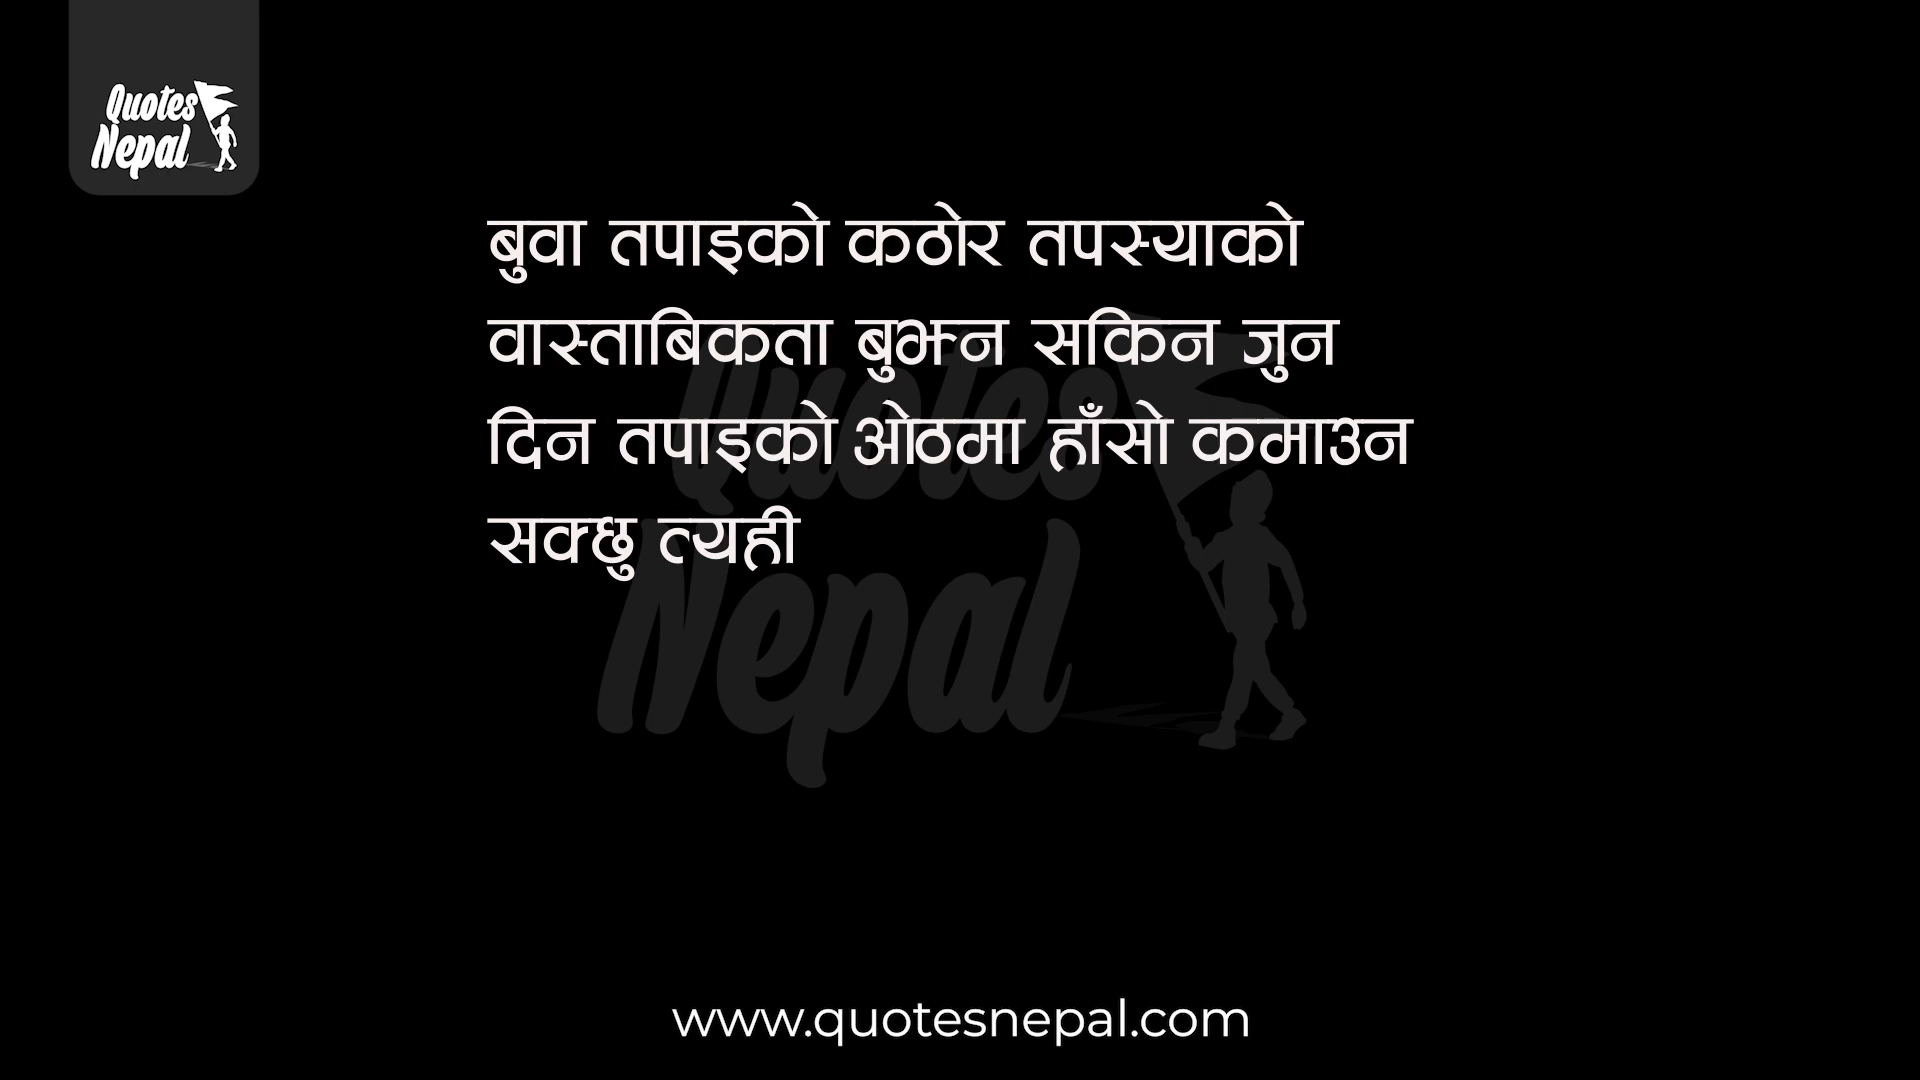 Quotes
Nepal
बुवा तपाइको कठोर तपस्याको
वास्ताबिकता बुझ्न सकिन जुन
दिन तपाइको ओठमा हाँसो कमाउन
सक्छु त्यही
Quotes
Nepal
www.quotesnepal.com